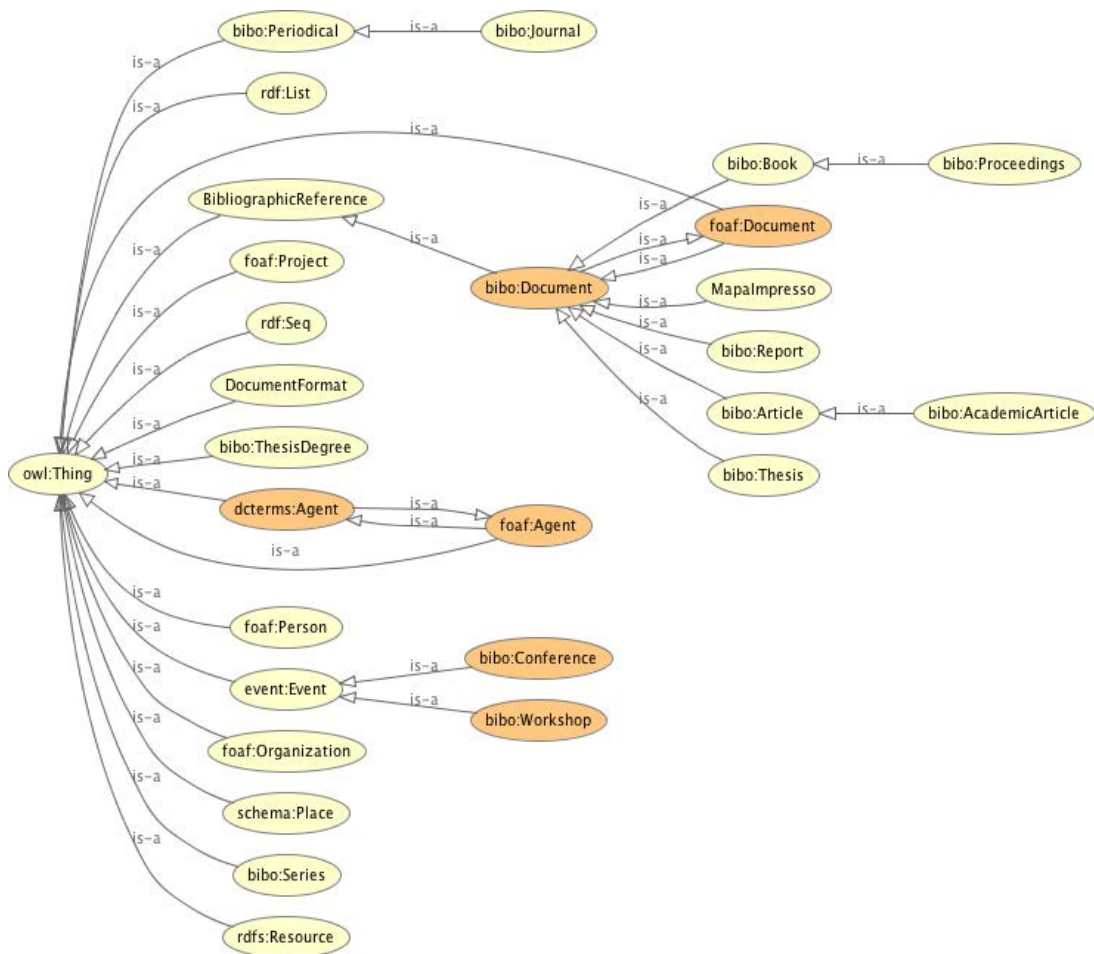 bibo:Periodical
is-a
bibo:Journal
is-a
rdf:List
is-a
is-a
bibo:Book
is-a
bibo:Proceedings
BibliographicReference
is-a
foaf:Document
is-a
is-a
is-a
is-a
foaf:Project
bibo:Document
MapaImpresso
is-a
rdf:Seq
is-a
bibo:Report
is-a
is-a
DocumentFormat
is-a
bibo:Article
is-a
bibo:AcademicArticle
is-a
bibo:ThesisDegree
is-a
owl:Thing
bibo:Thesis
is-a
dcterms:Agent
is-a
is-a
foaf:Agent
is-a
is-a
foaf:Person
is-a
event:Event
is-a
bibo:Conference
is-a
is-a
bibo:Workshop
foaf:Organization
is-a
schema:Place
is-a
bibo:Series
is-a
rdfs:Resource